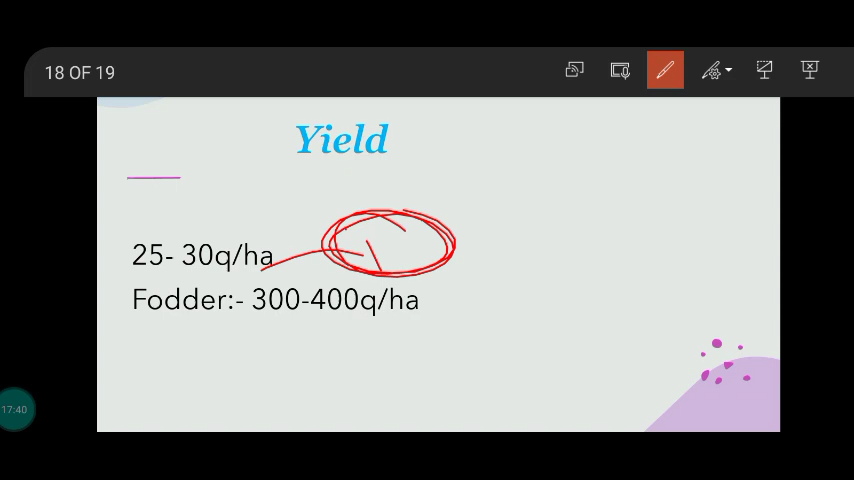 18 OF 19
Yield
25- 30q/ha
Fodder:- 300-400q/ha
17:40